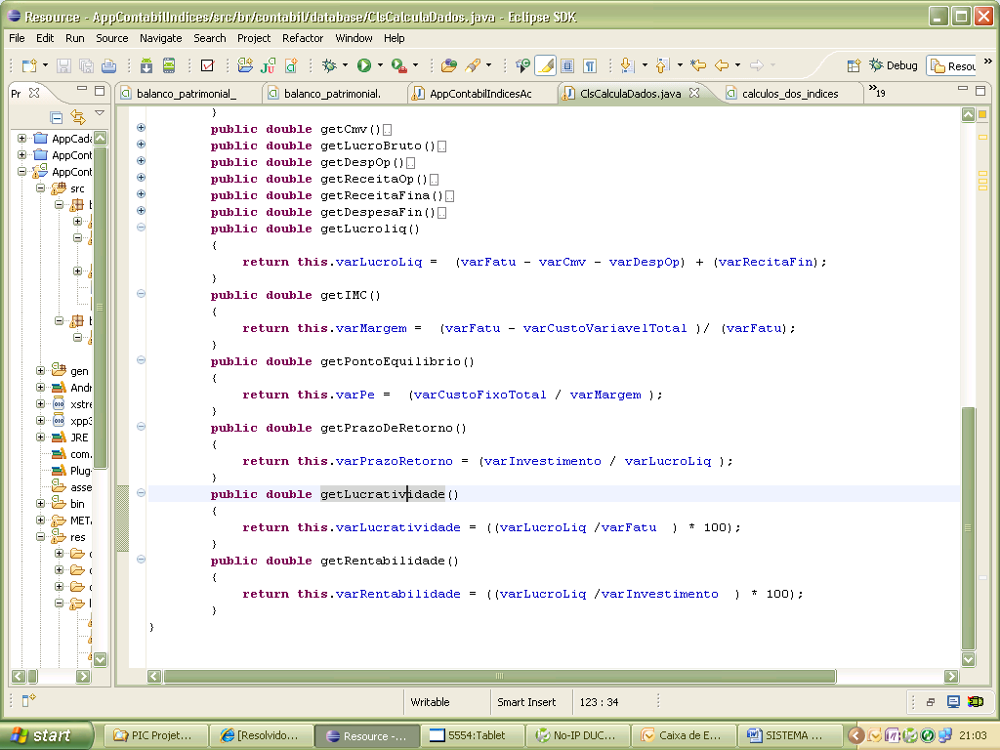 Resource - AppContabilIndices/src/br/contabil/database/ClsCalculaDados.java - Eclipse SDK
File Edit Run Source Navigate Search Project Refactor Window Help
Debug Resou
Pr balanco_patrimonial_ balanco_patrimonial. AppContabilIndicesAc ClsCalculaDados.java calculos_dos_indices 19
AppCada
AppCont
AppCont
src
gen
Andr
xstre
xpp3
JRE
com.
Plug-
asse
bin
META
res
}
public double getCmv()
public double getLucroBruto()
public double getDespOp()
public double getReceitaOp()
public double getReceitaFina()
public double getDespesaFin()
public double getLucroliq()
{
return this.varLucroLiq = (varFatu - varCmv - varDespOp) + (varRecitaFin);
}
public double getIMC()
{
return this.varMargem = (varFatu - varCustoVariavelTotal )/ (varFatu);
}
public double getPontoEquilibrio()
{
return this.varPe = (varCustoFixoTotal / varMargem );
}
public double getPrazoDeRetorno()
{
return this.varPrazoRetorno = (varInvestimento / varLucroLiq );
}
public double getLucratividade()
{
return this.varLucratividade = ((varLucroLiq /varFatu ) * 100);
}
public double getRentabilidade()
{
return this.varRentabilidade = ((varLucroLiq /varInvestimento ) * 100);
}
}
Writable Smart Insert 123 : 34
start PIC Projet... [Resolvido... Resource -... 5554:Tablet No-IP DUC... Caixa de E... SISTEMA ... 21:03